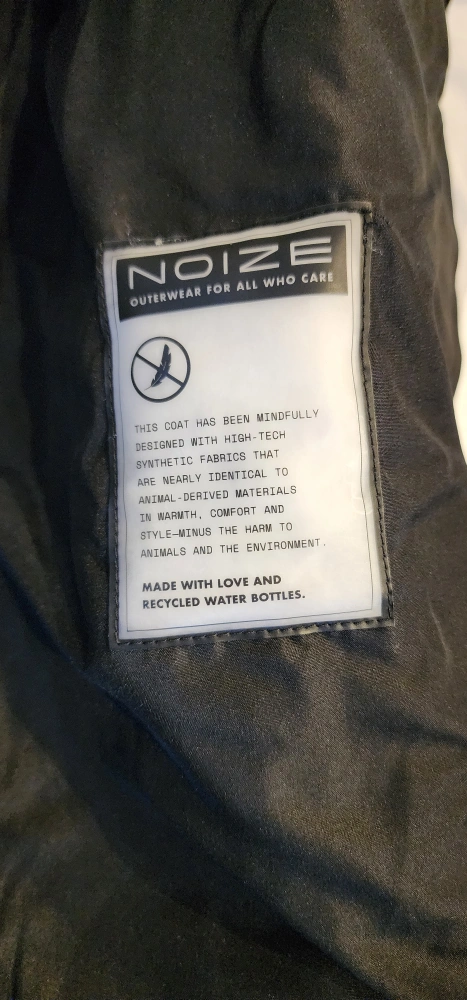 NOIZE
OUTERWEAR FOR ALL WHO CARE
THIS COAT HAS BEEN MINDFULLY
DESIGNED WITH HIGH-TECH
SYNTHETIC FABRICS THAT
ARE NEARLY IDENTICAL TO
ANIMAL-DERIVED MATERIALS
IN WARMTH, COMFORT AND
STYLE—MINUS THE HARM TO
ANIMALS AND THE ENVIRONMENT.
MADE WITH LOVE AND
RECYCLED WATER BOTTLES.